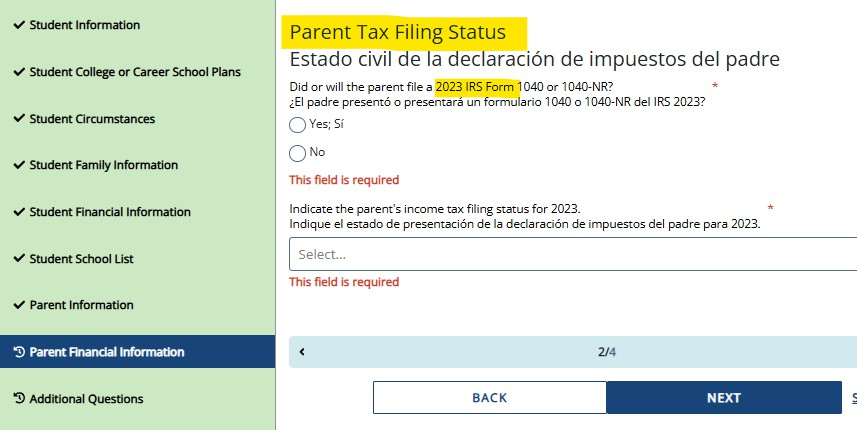 Student Information
Student College or Career School Plans
Student Circumstances
Student Family Information
Student Financial Information
Student School List
Parent Information
Parent Financial Information
Additional Questions
Parent Tax Filing Status
Estado civil de la declaración de impuestos del padre
Did or will the parent file a 2023 IRS Form 1040 or 1040-NR? *
¿El padre presentó o presentará un formulario 1040 o 1040-NR del IRS 2023?
Yes; Sí
No
This field is required
Indicate the parent's income tax filing status for 2023. *
Indique el estado de presentación de la declaración de impuestos del padre para 2023.
Select...
This field is required
2/4
BACK
NEXT
S